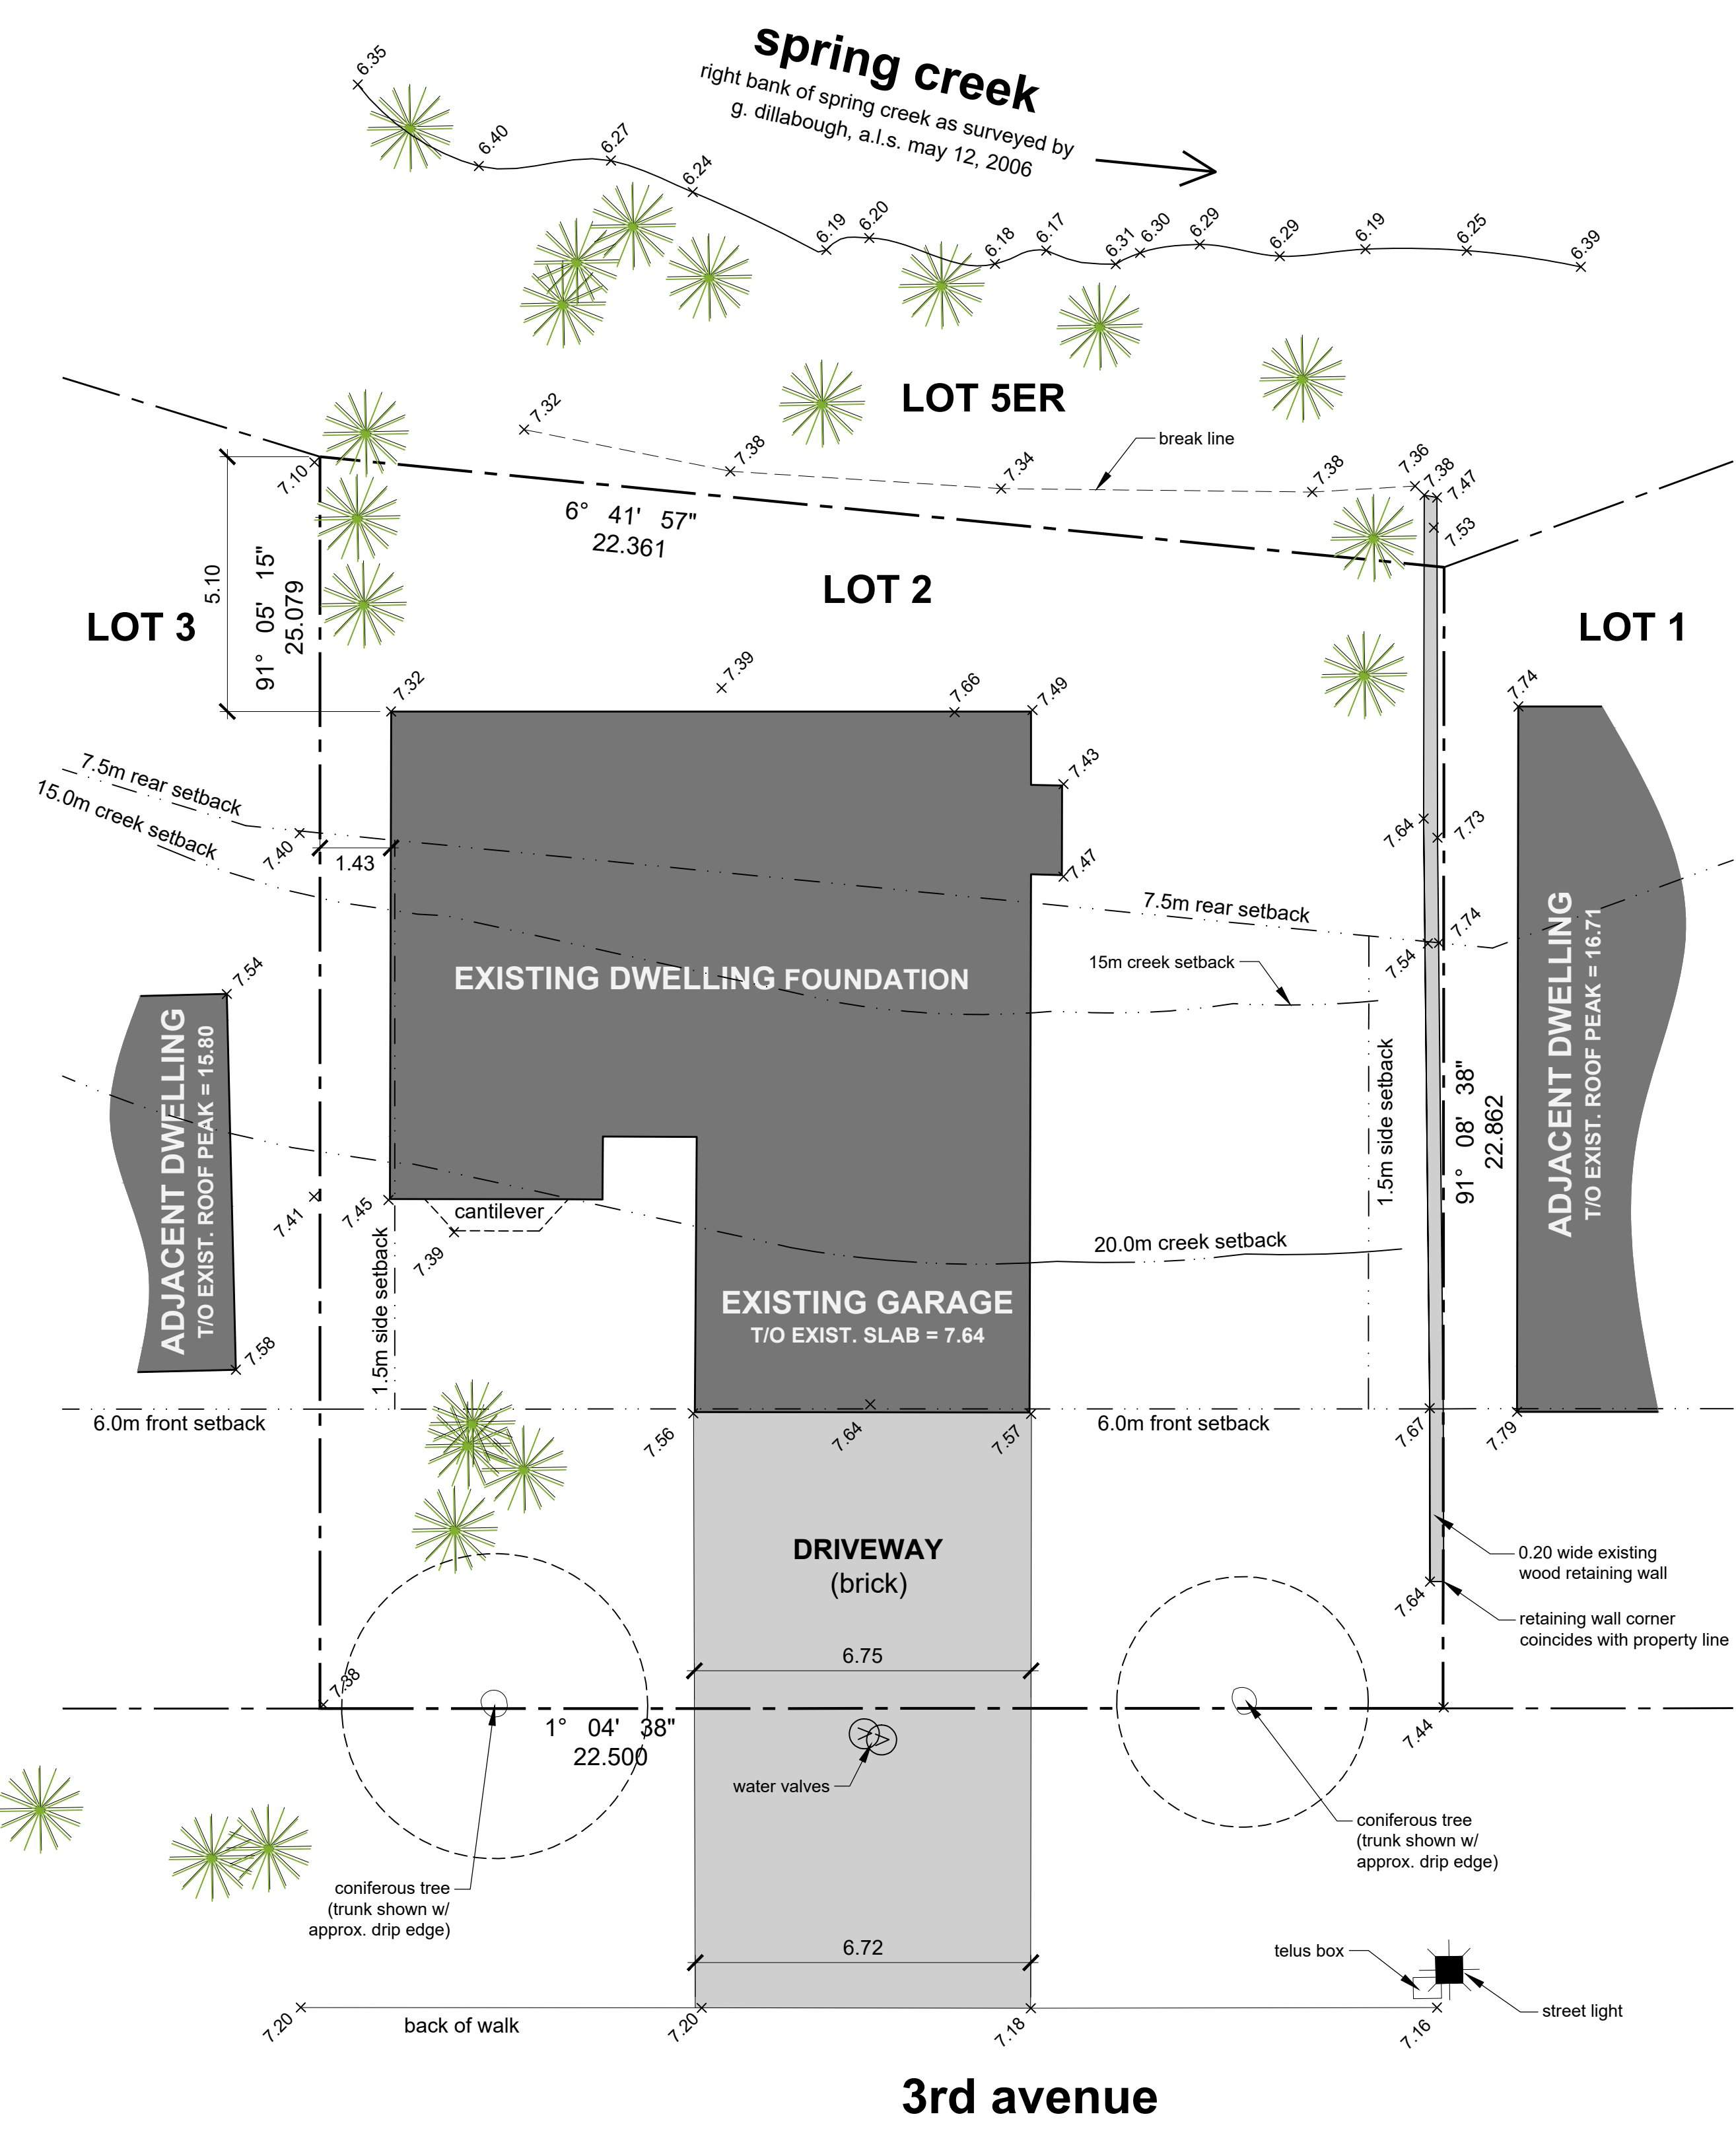 spring creek
right bank of spring creek as surveyed by
g. dillabough, a.l.s. may 12, 2006
6.35
6.40
6.27
6.24
6.19
6.20
6.18
6.17
6.31
6.30
6.29
6.29
6.19
6.25
6.39
LOT 5ER
7.32
7.38
7.34
break line
7.38
7.36
7.38
7.47
7.53
7.10
6° 41' 57"
22.361
5.10
91° 05' 15"
25.079
LOT 3
LOT 2
LOT 1
7.32
7.39
7.66
7.49
7.74
7.43
7.47
7.5m rear setback
15.0m creek setback
7.40
1.43
7.64
7.73
7.5m rear setback
7.74
7.54
15m creek setback
EXISTING DWELLING FOUNDATION
7.54
ADJACENT DWELLING
T/O EXIST. ROOF PEAK = 15.80
ADJACENT DWELLING
T/O EXIST. ROOF PEAK = 16.71
1.5m side setback
91° 08' 38"
22.862
7.41
7.45
cantilever
7.39
1.5m side setback
20.0m creek setback
EXISTING GARAGE
T/O EXIST. SLAB = 7.64
7.58
6.0m front setback
7.56
7.64
7.57
6.0m front setback
7.67
7.79
DRIVEWAY
(brick)
0.20 wide existing
wood retaining wall
7.64
retaining wall corner
coincides with property line
6.75
7.38
1° 04' 38"
22.500
7.44
water valves
coniferous tree
(trunk shown w/
approx. drip edge)
coniferous tree
(trunk shown w/
approx. drip edge)
6.72
telus box
street light
7.20
back of walk
7.20
7.18
7.16
3rd avenue